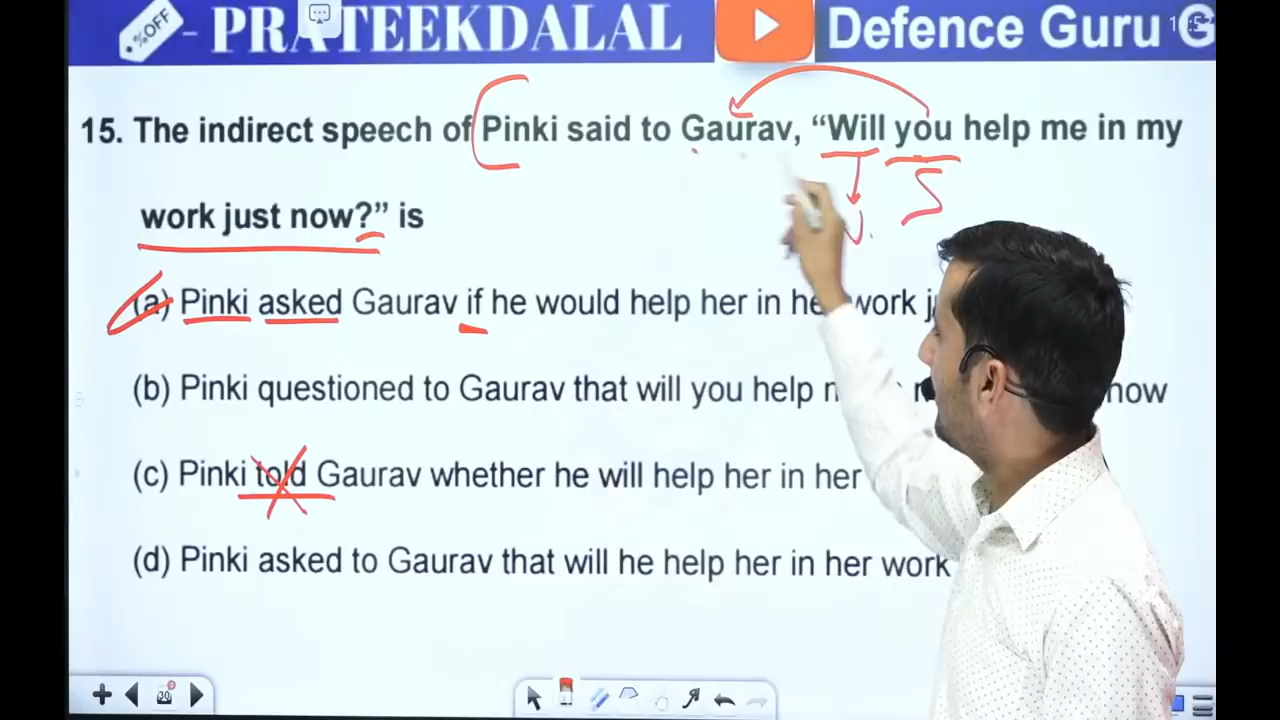 %OFF - PRATEEKDALAL Defence Guru G
15. The indirect speech of Pinki said to Gaurav, “Will you help me in my
V. S
work just now?” is
(a) Pinki asked Gaurav if he would help her in he work j
(b) Pinki questioned to Gaurav that will you help now
(c) Pinki told Gaurav whether he will help her in her
(d) Pinki asked to Gaurav that will he help her in her work
30